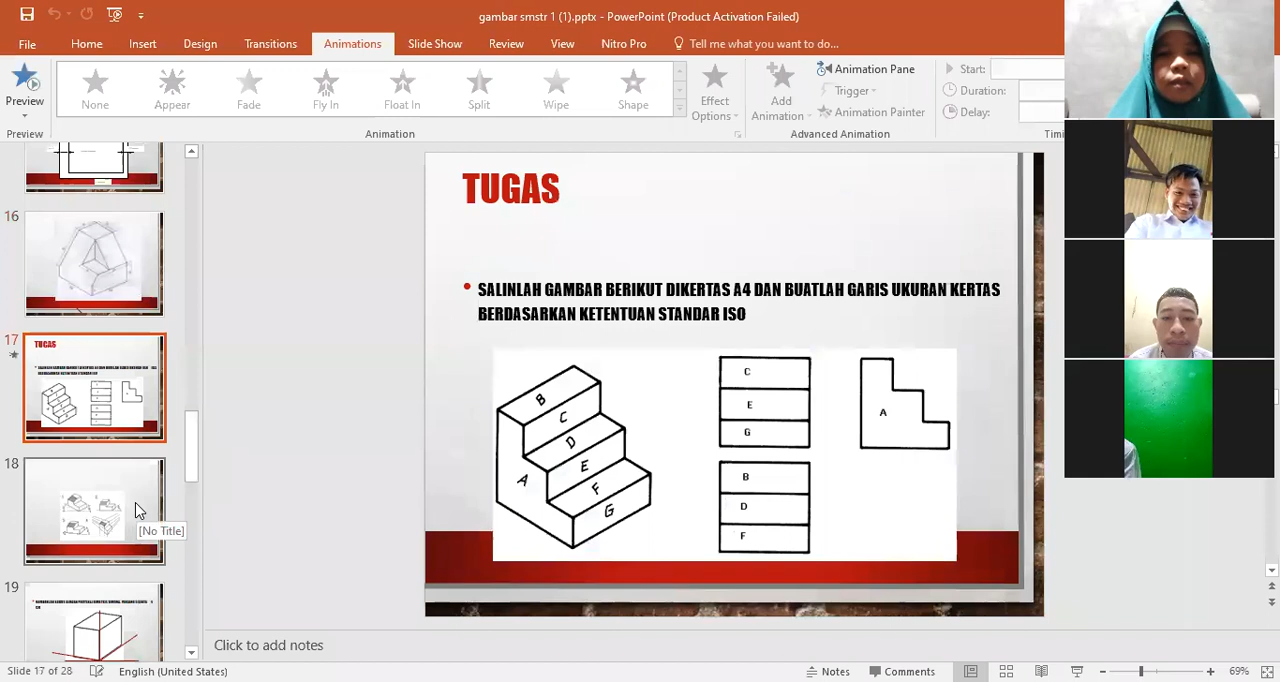 gambar smstr 1 (1).pptx - PowerPoint (Product Activation Failed)
File Home Insert Design Transitions Animations Slide Show Review View Nitro Pro Tell me what you want to do...
Preview
None
Appear
Fade
Fly In
Float In
Split
Wipe
Shape
Effect Options
Add Animation
Animation Pane
Trigger
Animation Painter
Start:
Duration:
Delay:
Preview
Animation
Advanced Animation
16
17
TUGAS
18
[No Title]
19
TUGAS
• SALINLAH GAMBAR BERIKUT DIKERTAS A4 DAN BUATLAH GARIS UKURAN KERTAS
BERDASARKAN KETENTUAN STANDAR ISO
B
C
D
E
A
F
G
C
E
G
B
D
F
A
Click to add notes
Slide 17 of 28 English (United States) Notes Comments 69%